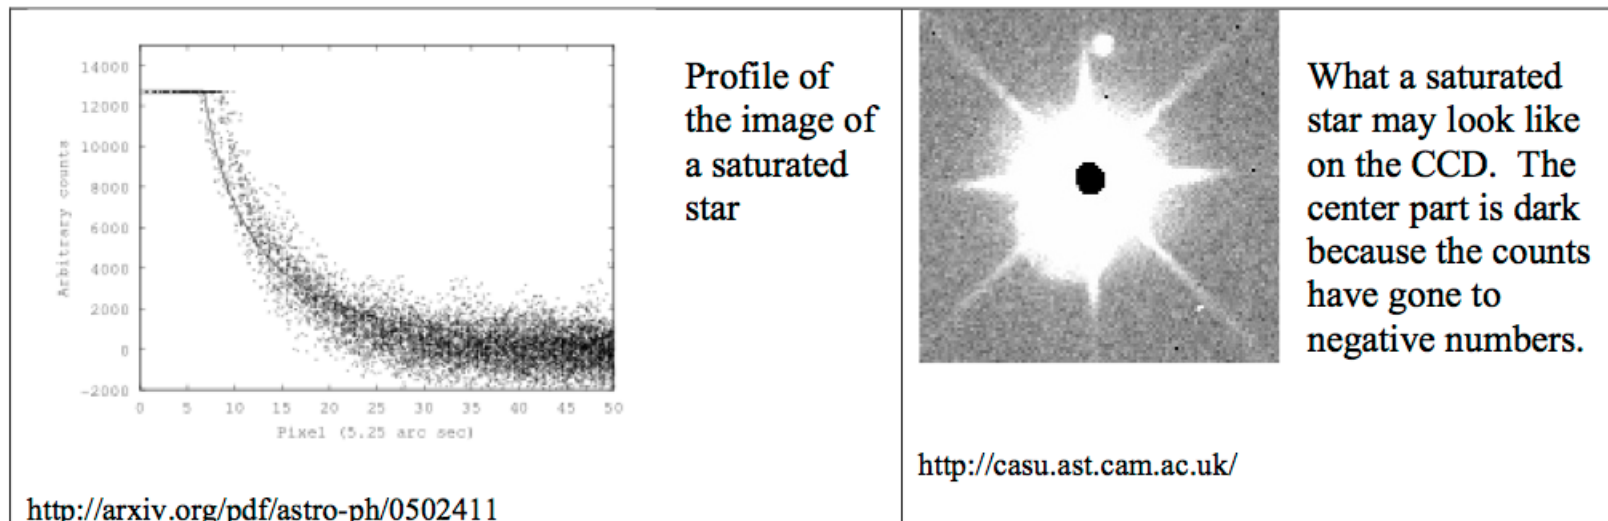 14000
12000
10000
8000
6000
4000
2000
0
-2000
Arbitrary counts
0 5 10 15 20 25 30 35 40 45 50
Pixel (5.25 arc sec)
http://arxiv.org/pdf/astro-ph/0502411
Profile of
the image of
a saturated
star
What a saturated
star may look like
on the CCD. The
center part is dark
because the counts
have gone to
negative numbers.
http://casu.ast.cam.ac.uk/